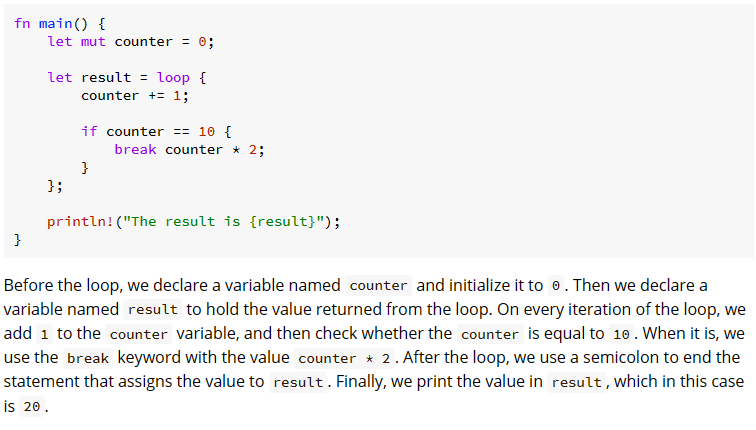 fn main() {
    let mut counter = 0;

    let result = loop {
        counter += 1;

        if counter == 10 {
            break counter * 2;
        }
    };

    println!("The result is {result}");
}
Before the loop, we declare a variable named counter and initialize it to 0. Then we declare a
variable named result to hold the value returned from the loop. On every iteration of the loop, we
add 1 to the counter variable, and then check whether the counter is equal to 10. When it is, we
use the break keyword with the value counter * 2. After the loop, we use a semicolon to end the
statement that assigns the value to result. Finally, we print the value in result, which in this case
is 20.